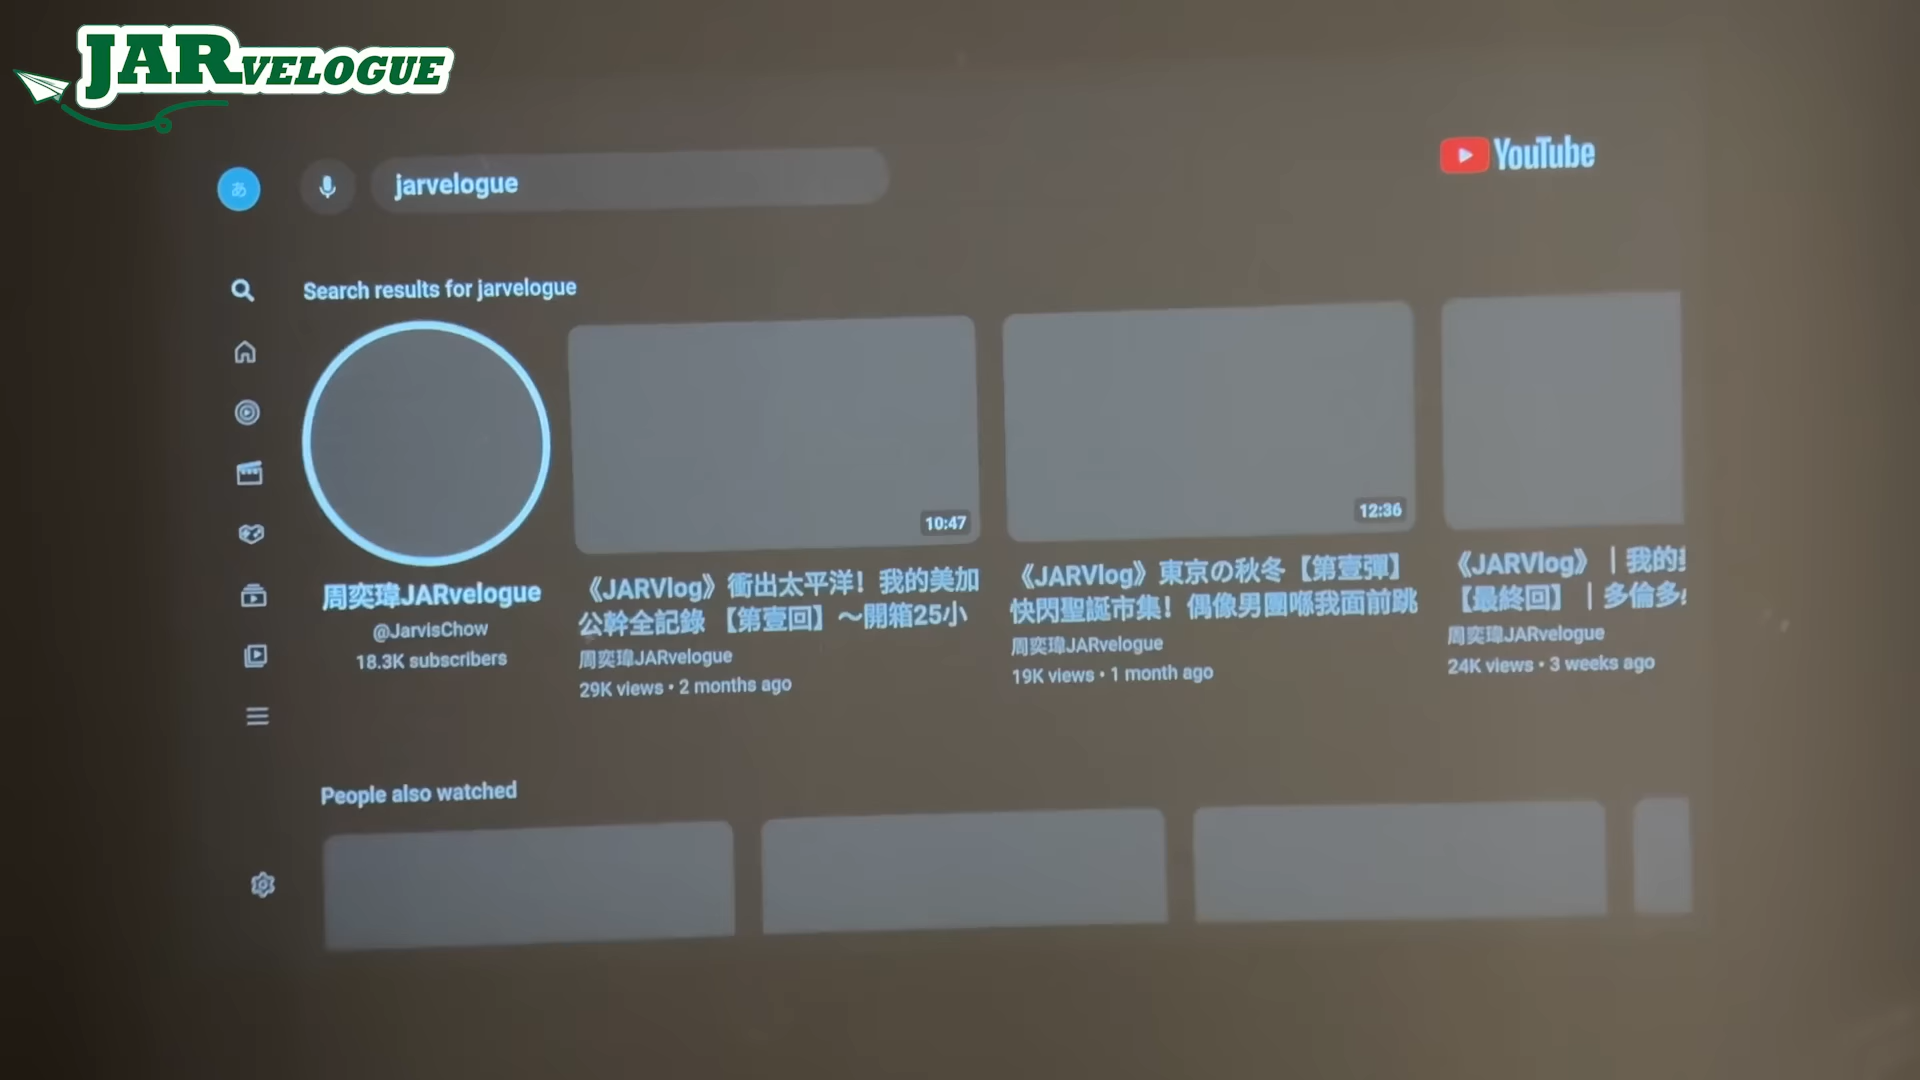 JARVELOGUE
あ
jarvelogue
YouTube
Search results for jarvelogue
10:47
12:36
周奕瑋JARvelogue
@JarvisChow
18.3K subscribers
《JARVlog》衝出太平洋！我的美加
公幹全記錄 【第壹回】～開箱25小
周奕瑋JARvelogue
29K views • 2 months ago
《JARVlog》東京の秋冬【第壹彈】
快閃聖誕市集！偶像男團喺我面前跳
周奕瑋JARvelogue
19K views • 1 month ago
《JARVlog》｜我的
【最終回】｜多倫多
周奕瑋JARvelogue
24K views • 3 weeks ago
People also watched